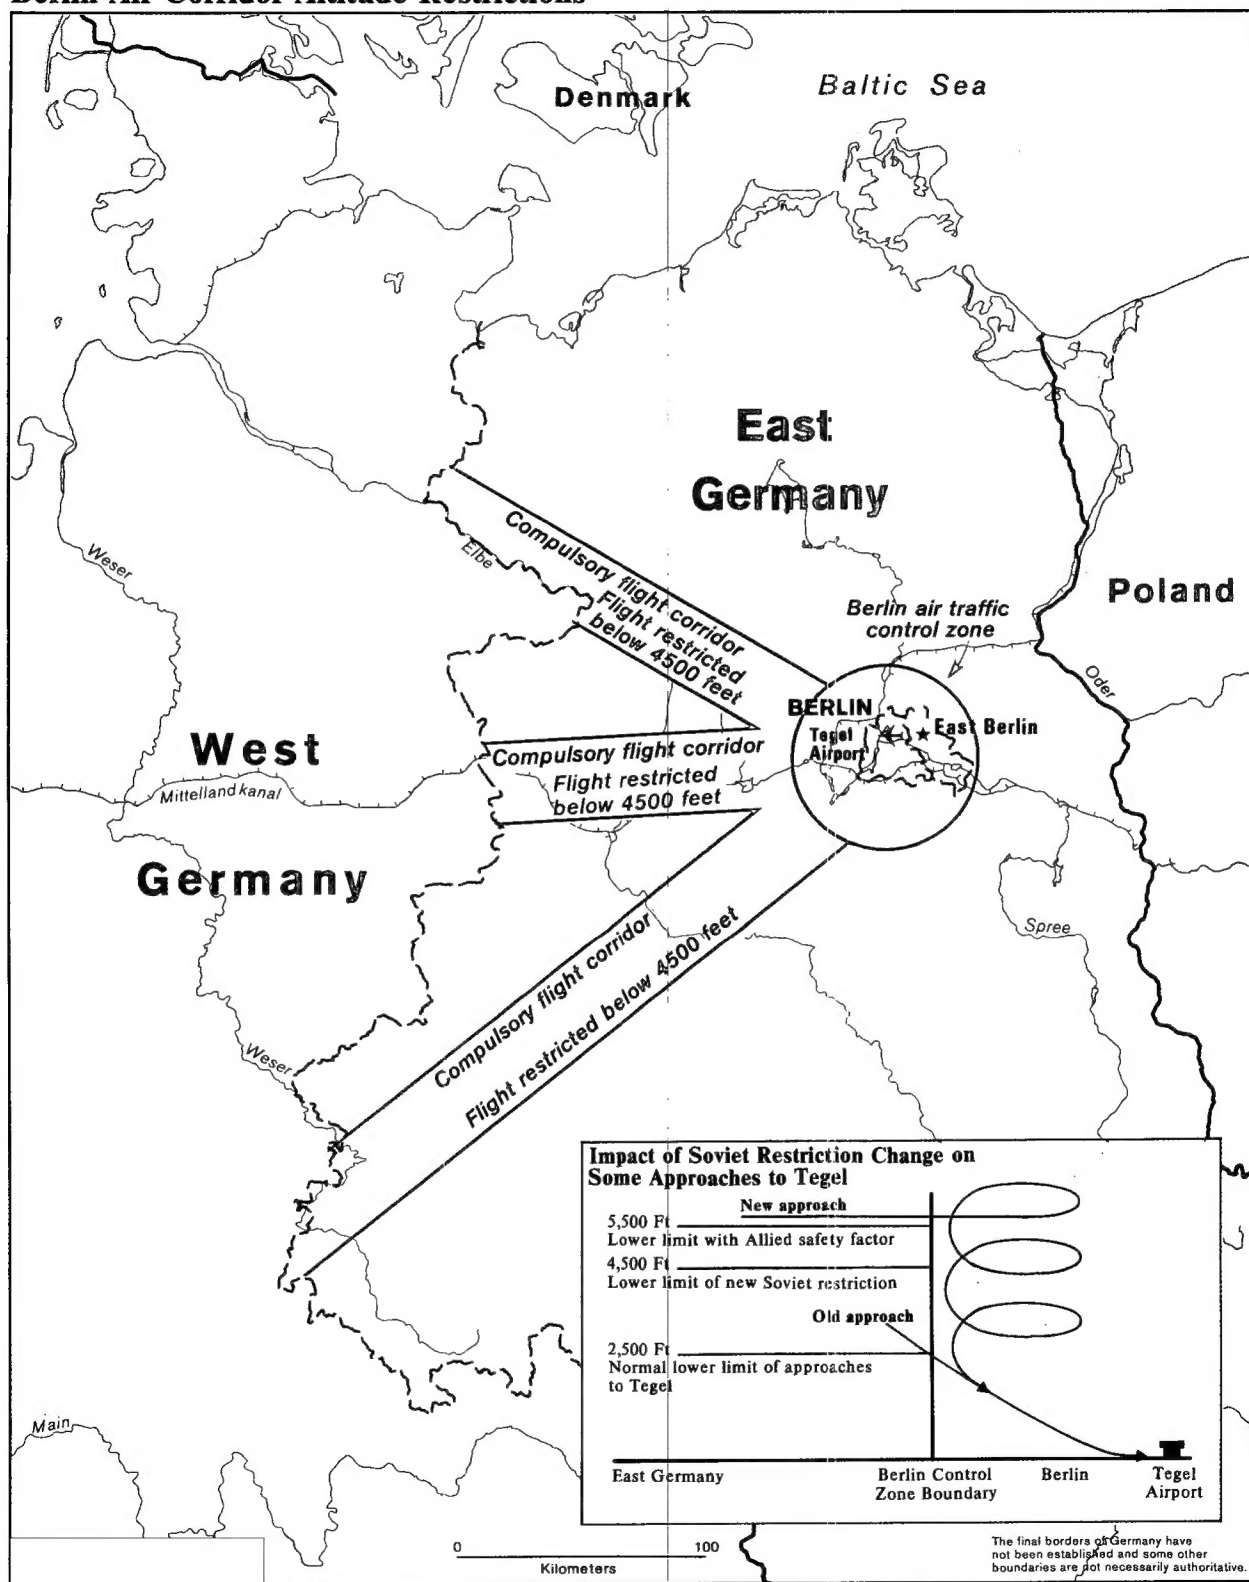 Berlin Air Corridor Altitude Restrictions
Denmark
Baltic Sea
East
Germany
Poland
Weser
Elbe
Compulsory flight corridor
Flight restricted
below 4500 feet
Berlin air traffic
control zone
Oder
BERLIN
East Berlin
Tegel
Airport
West
Mittellandkanal
Germany
Compulsory flight corridor
Flight restricted
below 4500 feet
Spree
Compulsory flight corridor
Flight restricted below 4500 feet
Weser
Main
Impact of Soviet Restriction Change on
Some Approaches to Tegel
New approach
5,500 Ft
Lower limit with Allied safety factor
4,500 Ft
Lower limit of new Soviet restriction
Old approach
2,500 Ft
Normal lower limit of approaches
to Tegel
East Germany
Berlin Control
Zone Boundary
Berlin
Tegel
Airport
0 100
Kilometers
The final borders of Germany have
not been established and some other
boundaries are not necessarily authoritative.